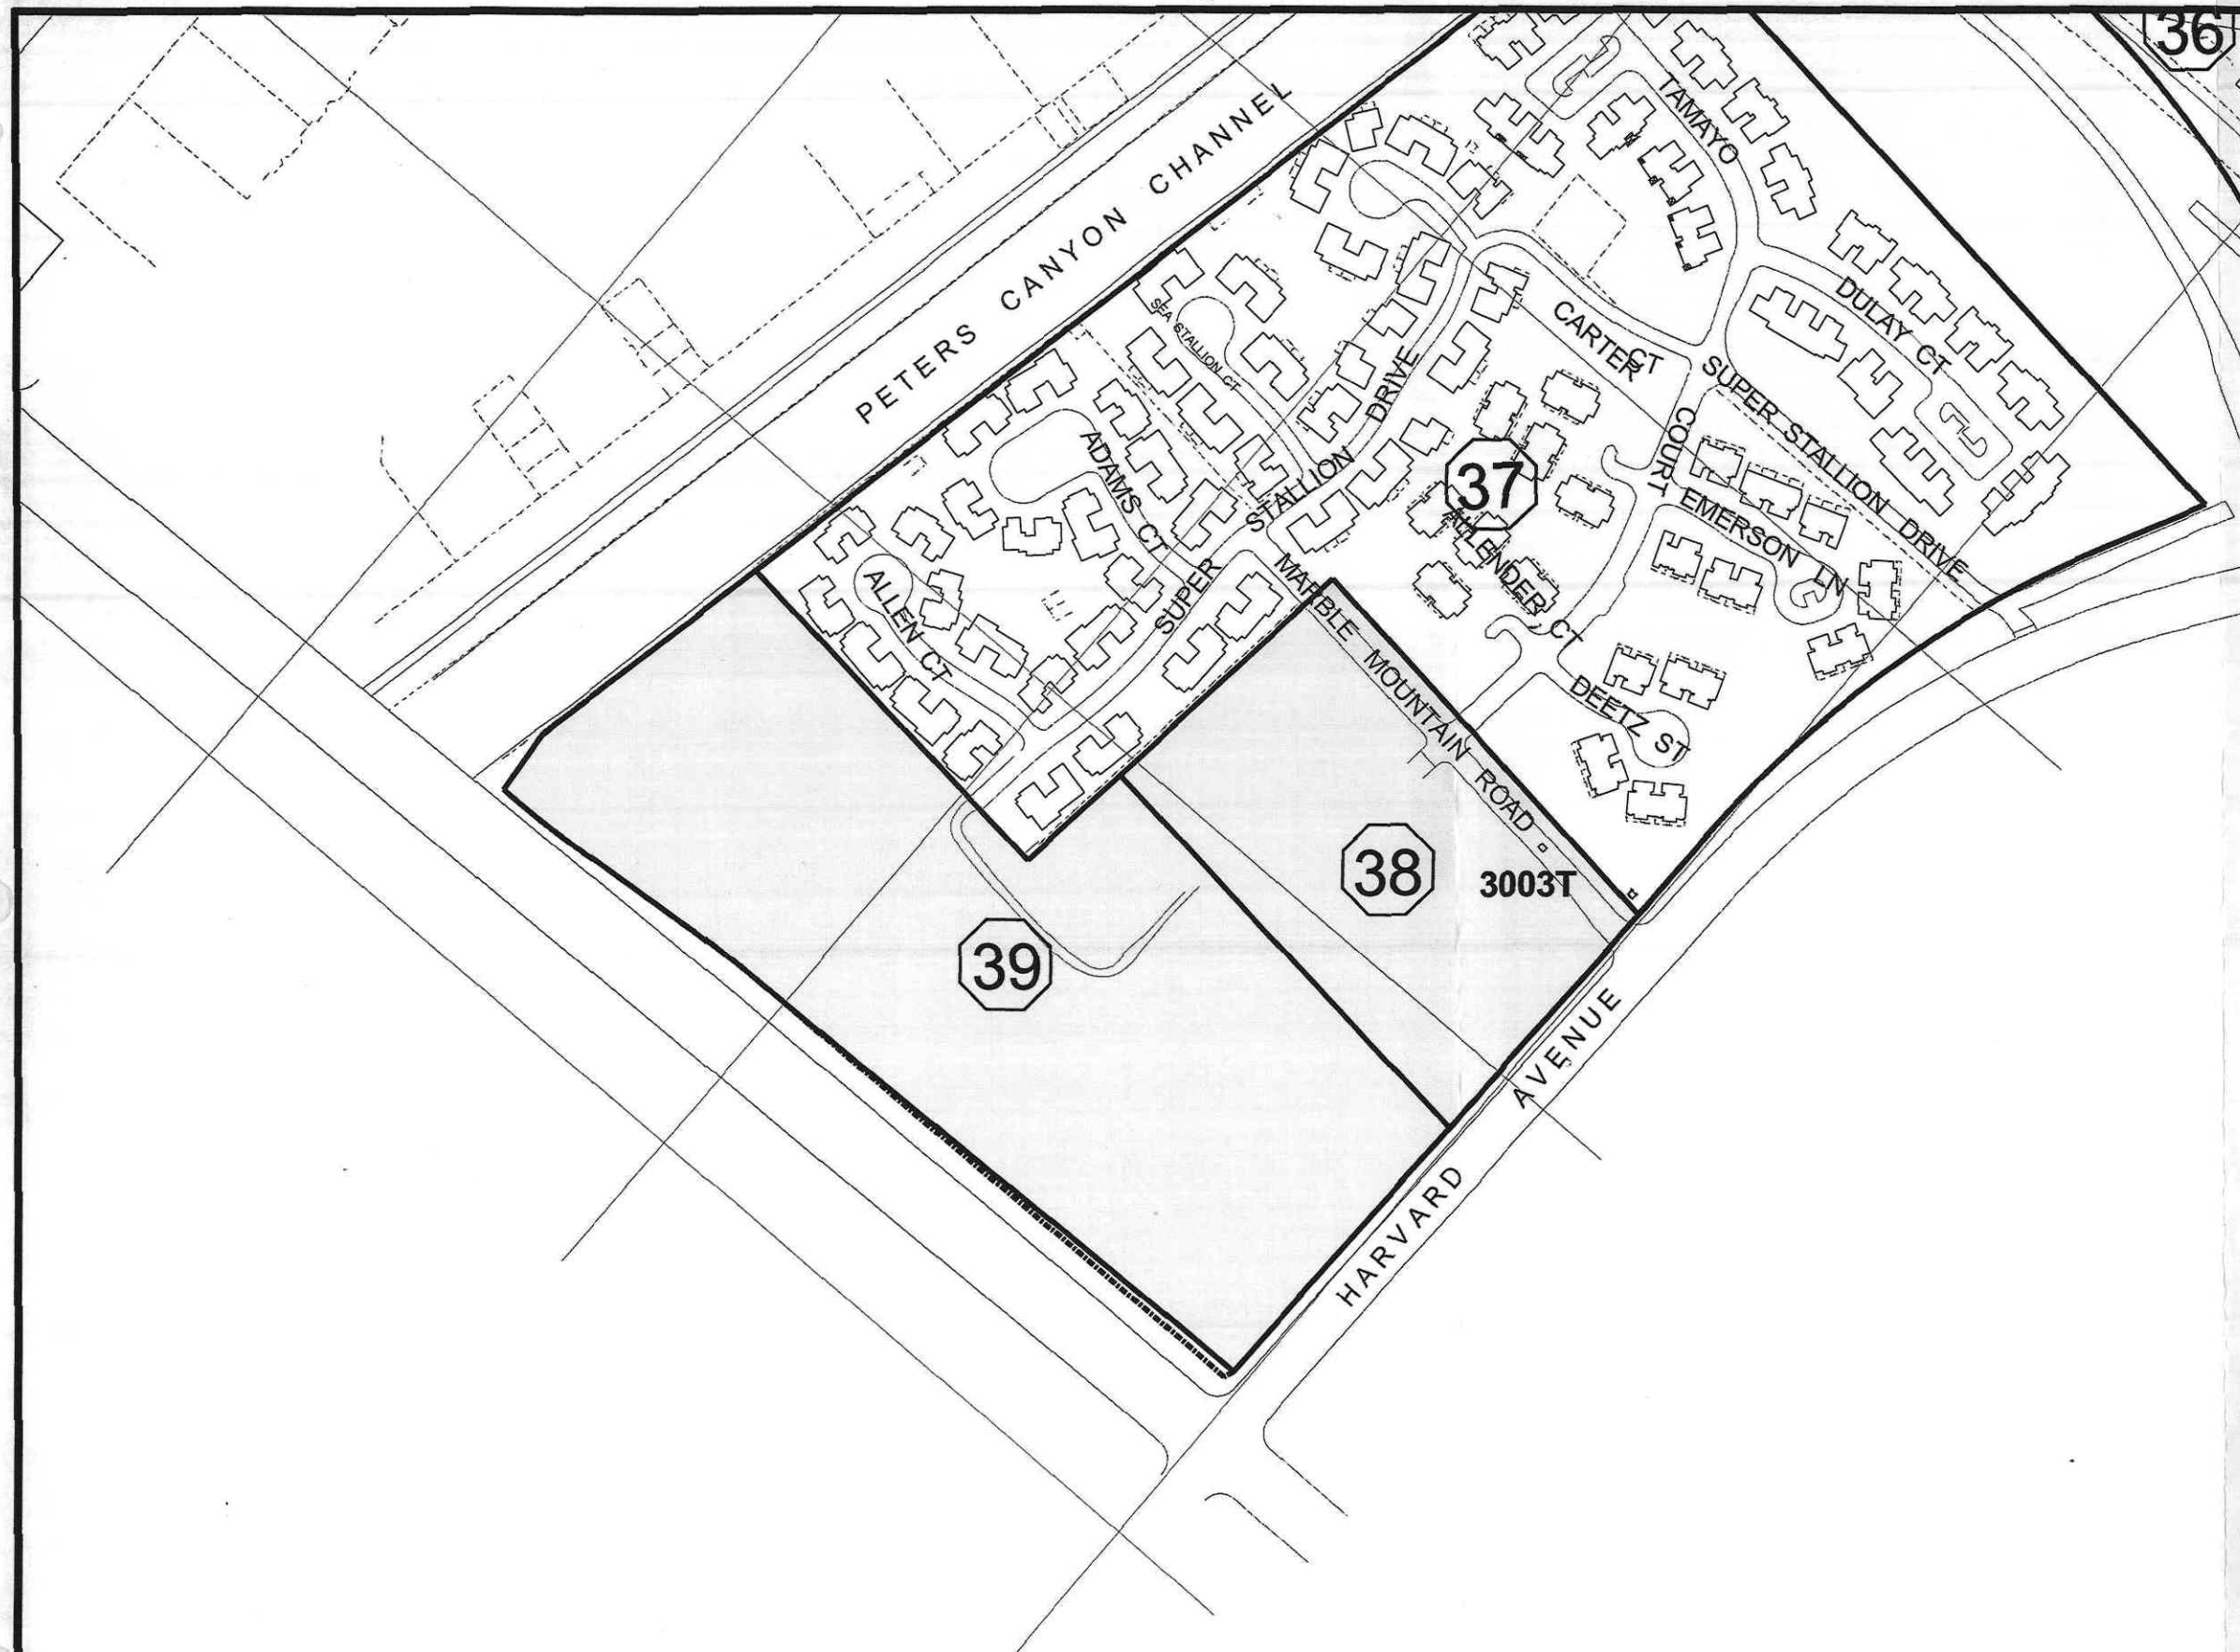 36
TAMAYO
PETERS CANYON CHANNEL
SEA STALLION CT
DULAY CT
CARTER CT
COURT
SUPER STALLION DRIVE
SUPER STALLION DRIVE
ADAMS CT
37
EMERSON LN
ALLENDER CT
ALLEN CT
MARBLE MOUNTAIN ROAD
DEETZ ST
38
3003T
39
HARVARD AVENUE